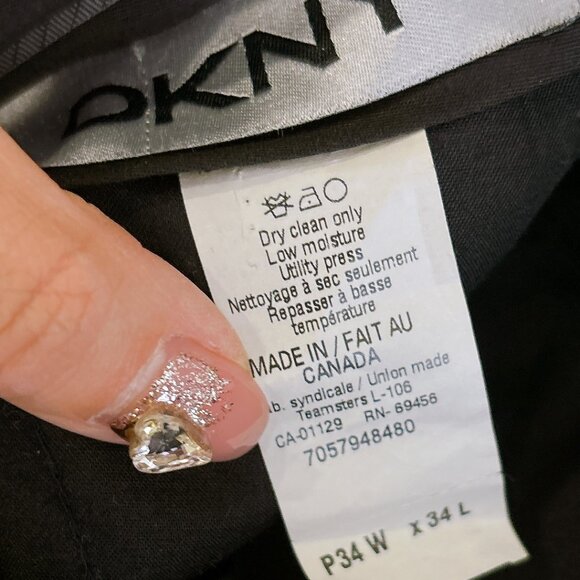 DKNY
Dry clean only
Low moisture
Utility press
Nettoyage à sec seulement
Repasser à basse
température
MADE IN / FAIT AU
CANADA
b. syndicale / Union made
Teamsters L-106
CA-01129 RN- 69456
7057948480
P34 W x 34 L